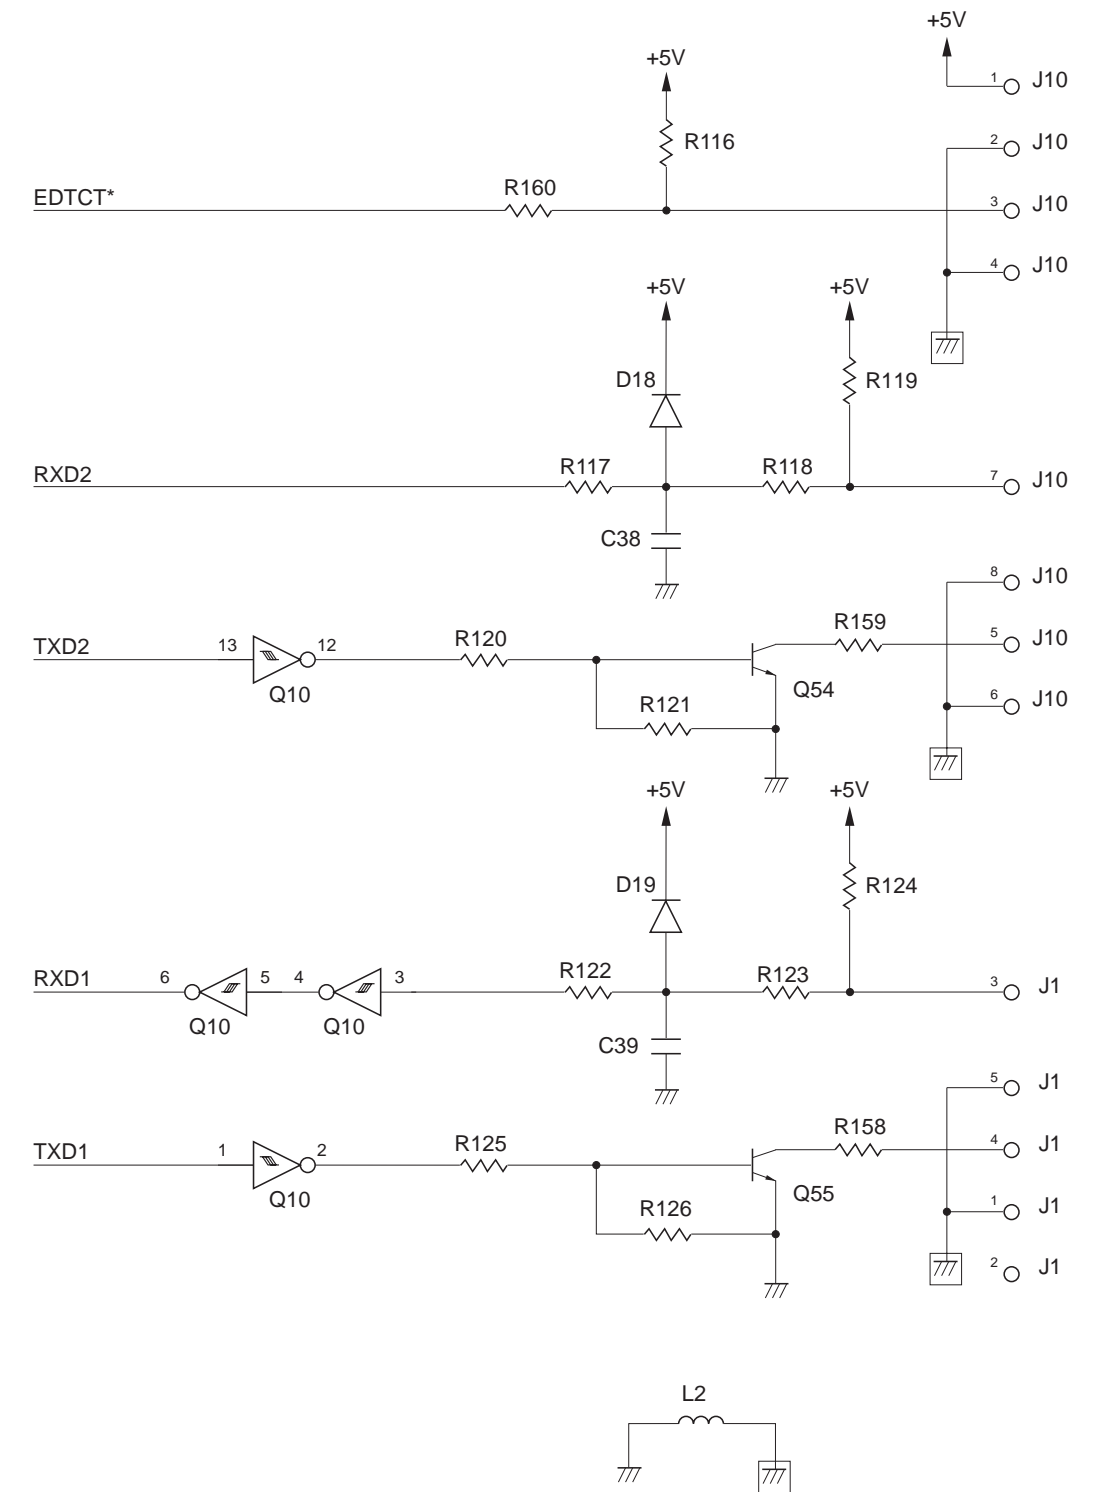 +5V
1 J10
+5V
R116
2 J10
EDTCT*
R160
3 J10
4 J10
+5V
+5V
D18
R119
RXD2
R117
R118
7 J10
C38
8 J10
TXD2
13
12
Q10
R120
R159
5 J10
Q54
R121
6 J10
+5V
+5V
D19
R124
RXD1
6
5
4
3
Q10
Q10
R122
R123
3 J1
C39
5 J1
TXD1
1
2
Q10
R125
R158
4 J1
Q55
R126
1 J1
2 J1
L2